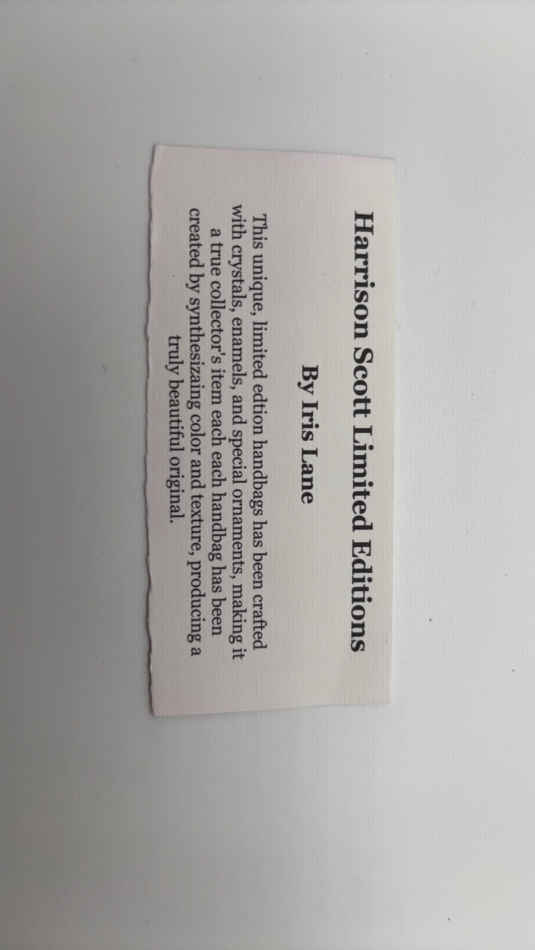 Harrison Scott Limited Editions
By Iris Lane
This unique, limited edtion handbags has been crafted
with crystals, enamels, and special ornaments, making it
a true collector's item each each handbag has been
created by synthesizaing color and texture, producing a
truly beautiful original.